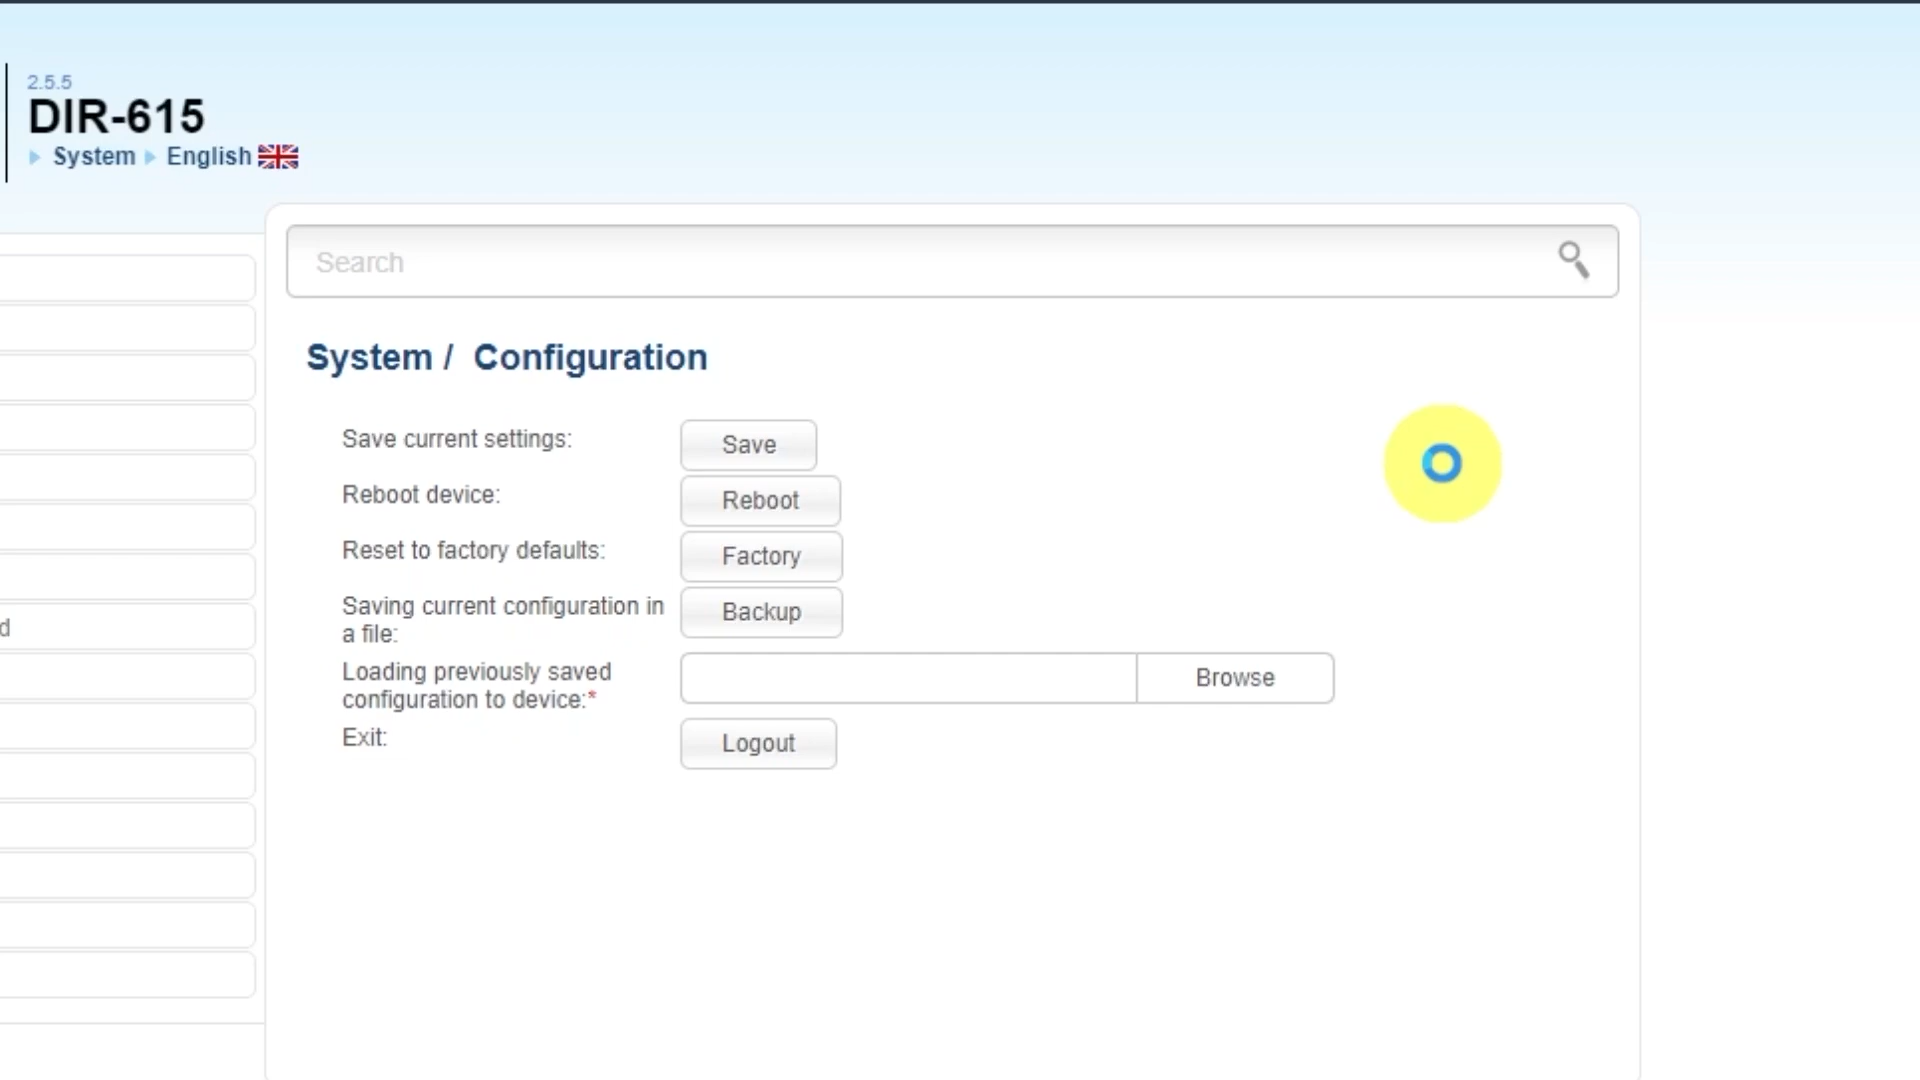 2.5.5
DIR-615
System English
Search
System / Configuration
Save current settings: Save
Reboot device: Reboot
Reset to factory defaults: Factory
Saving current configuration in
a file: Backup
Loading previously saved
configuration to device:* Browse
Exit: Logout
d